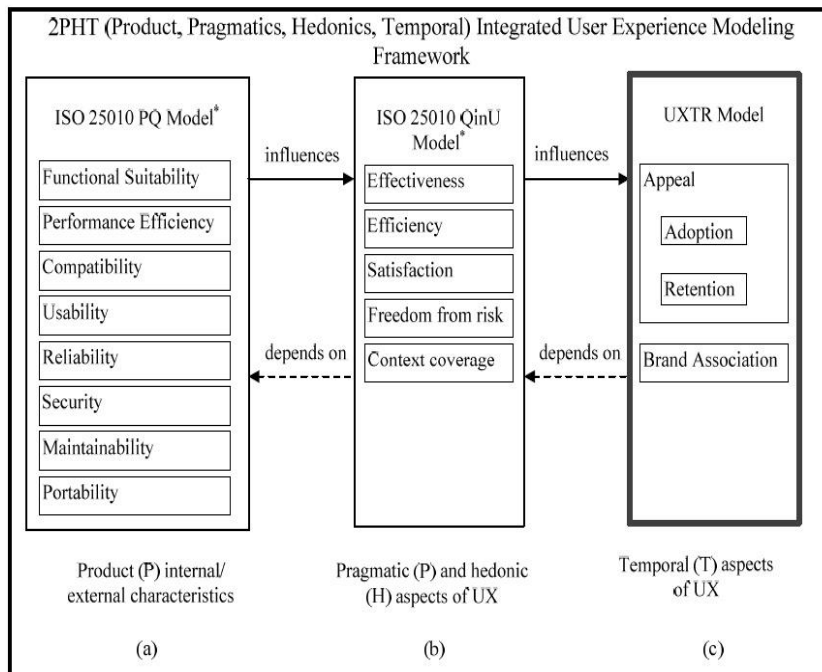 2PHT (Product, Pragmatics, Hedonics, Temporal) Integrated User Experience Modeling
Framework
ISO 25010 PQ Model*
Functional Suitability
Performance Efficiency
Compatibility
Usability
Reliability
Security
Maintainability
Portability
Product (P) internal/
external characteristics
(a)
influences
depends on
ISO 25010 QinU
Model*
Effectiveness
Efficiency
Satisfaction
Freedom from risk
Context coverage
Pragmatic (P) and hedonic
(H) aspects of UX
(b)
influences
depends on
UXTR Model
Appeal
Adoption
Retention
Brand Association
Temporal (T) aspects
of UX
(c)